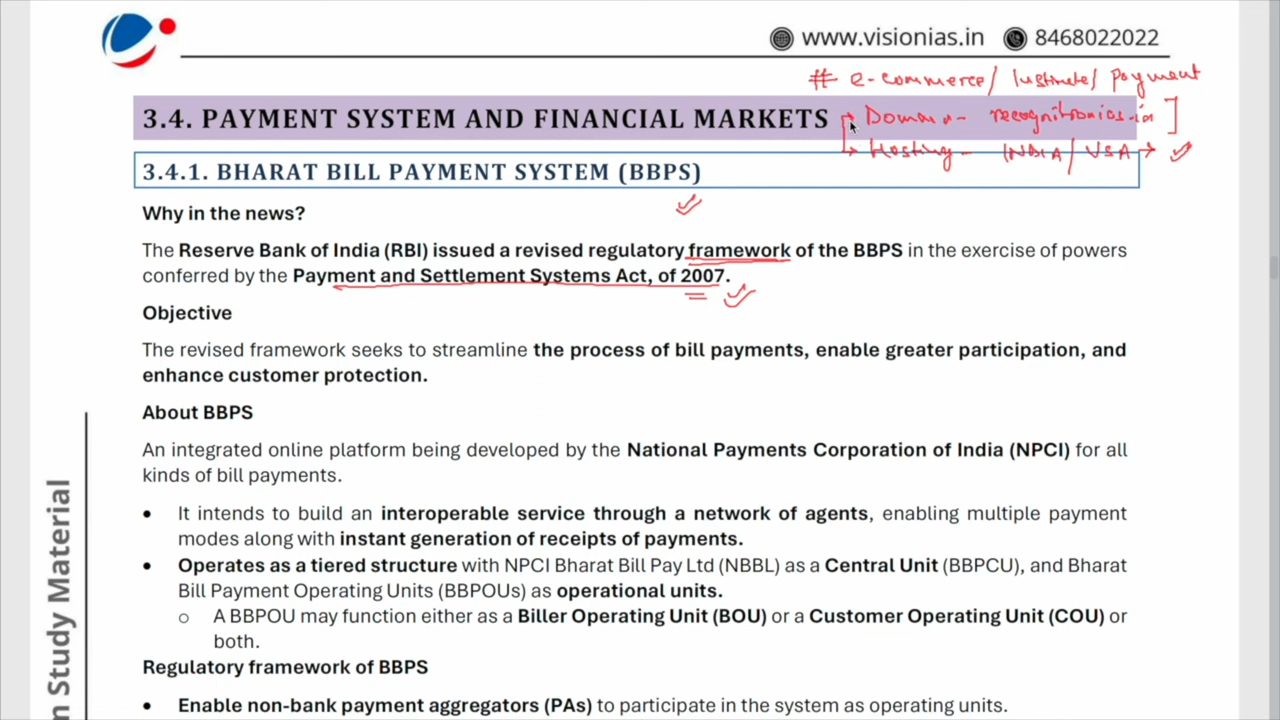 www.visionias.in 8468022022
# e-commerce/ Institute/ payment
3.4. PAYMENT SYSTEM AND FINANCIAL MARKETS
Domain - recognitionias.in ]
Hosting - INDIA / USA →
3.4.1. BHARAT BILL PAYMENT SYSTEM (BBPS)
Why in the news?
The Reserve Bank of India (RBI) issued a revised regulatory framework of the BBPS in the exercise of powers
conferred by the Payment and Settlement Systems Act, of 2007.
Objective
The revised framework seeks to streamline the process of bill payments, enable greater participation, and
enhance customer protection.
About BBPS
An integrated online platform being developed by the National Payments Corporation of India (NPCI) for all
kinds of bill payments.
• It intends to build an interoperable service through a network of agents, enabling multiple payment
modes along with instant generation of receipts of payments.
• Operates as a tiered structure with NPCI Bharat Bill Pay Ltd (NBBL) as a Central Unit (BBPCU), and Bharat
Bill Payment Operating Units (BBPOUs) as operational units.
o A BBPOU may function either as a Biller Operating Unit (BOU) or a Customer Operating Unit (COU) or
both.
Regulatory framework of BBPS
• Enable non-bank payment aggregators (PAs) to participate in the system as operating units.
n Study Material